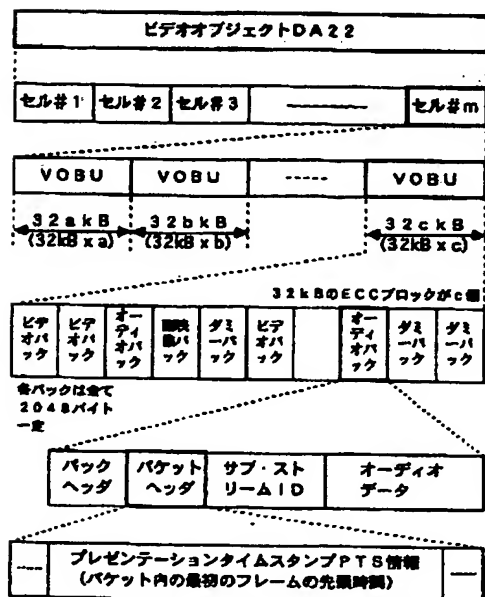 ビデオオブジェクトDA22
セル#1 セル#2 セル#3 セル#m
VOBU VOBU ----- VOBU
32akB 32bkB 32ckB
(32kB x a) (32kB x b) (32kB x c)
32kBのECCブロックがc個
ビデオパック ビデオパック オーディオパック 副映像パック ダミーパック ビデオパック オーディオパック ダミーパック ダミーパック
各パックは全て
2048バイト
一定
パック パケット サブ・スト オーディオ
ヘッダ ヘッダ リームID データ
プレゼンテーションタイムスタンプPTS情報
(パケット内の最初のフレームの先頭時間)